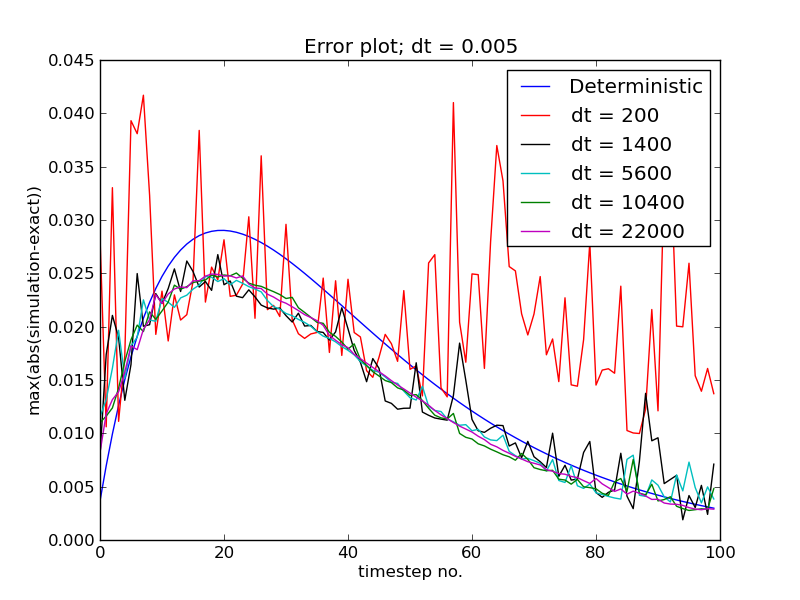 Error plot; dt = 0.005
max(abs(simulation-exact))
0.045
0.040
0.035
0.030
0.025
0.020
0.015
0.010
0.005
0.000
Deterministic
dt = 200
dt = 1400
dt = 5600
dt = 10400
dt = 22000
0 20 40 60 80 100
timestep no.